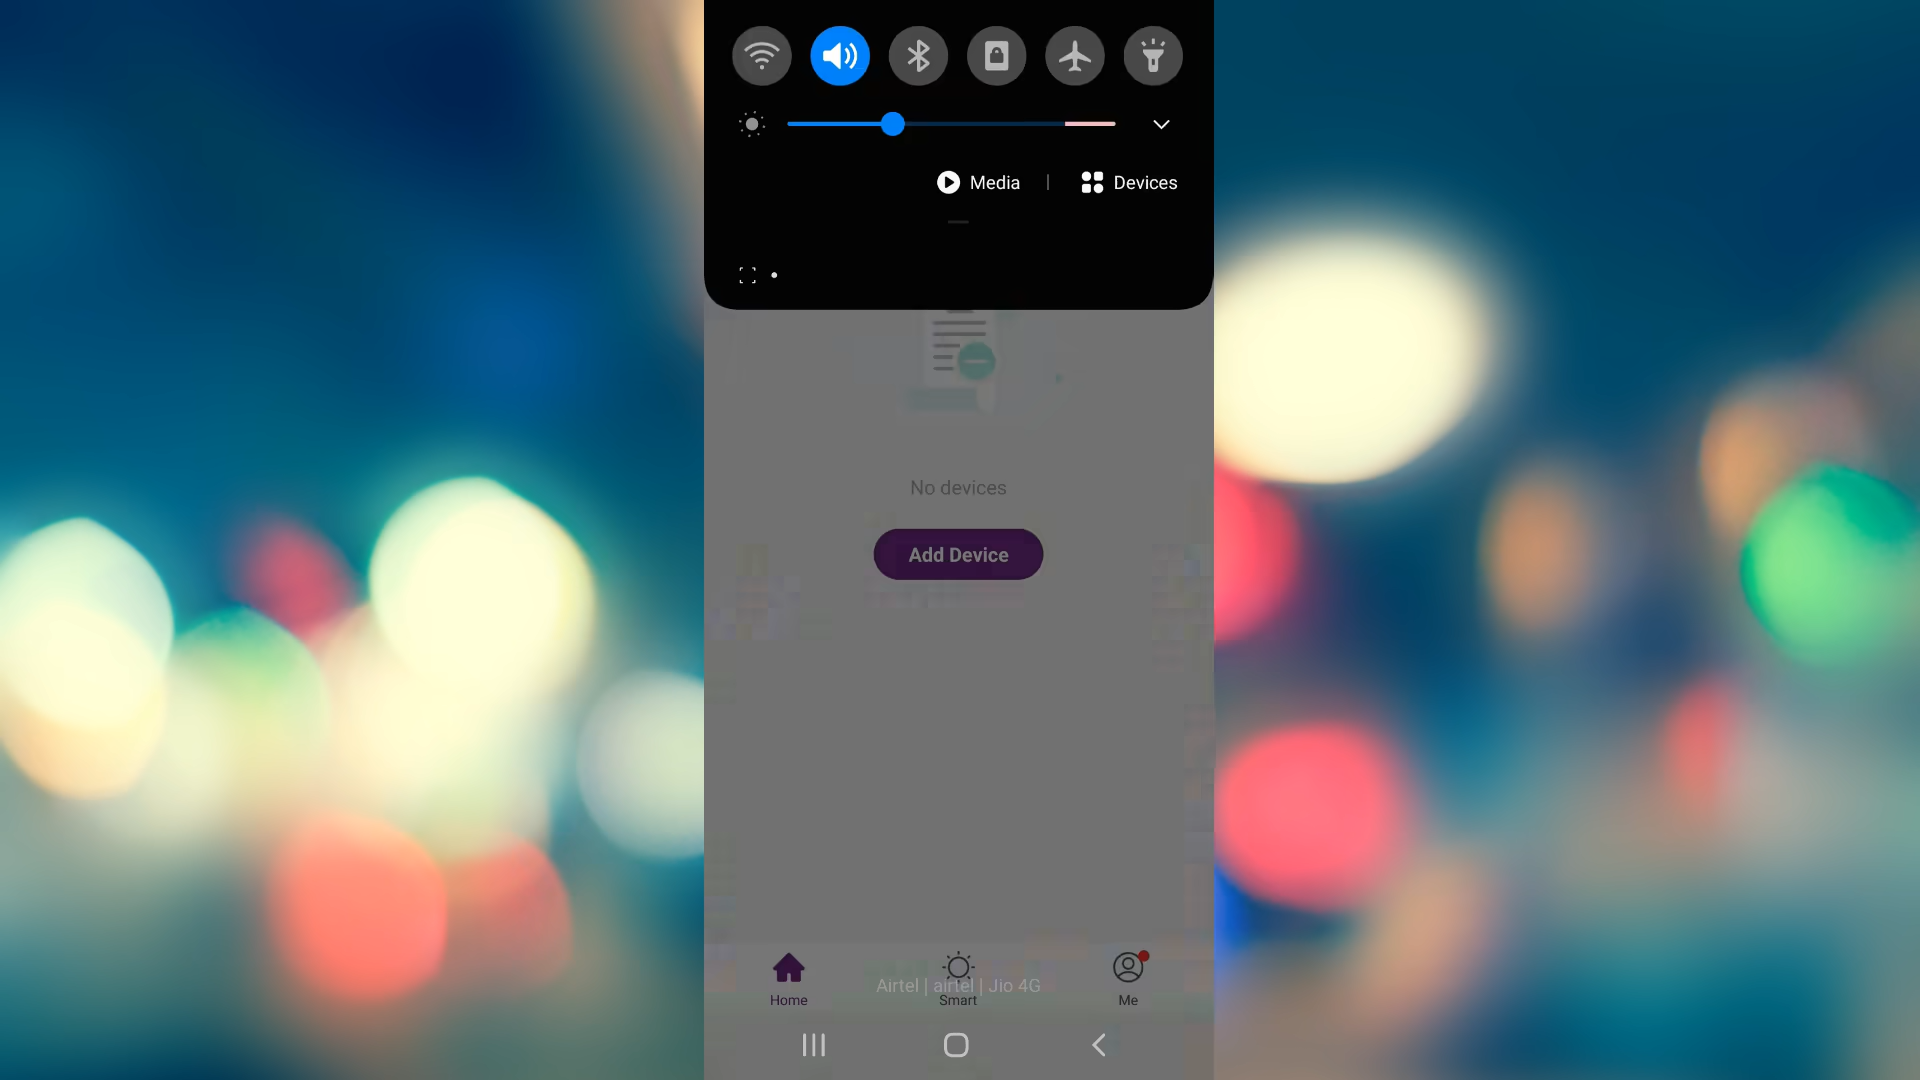 Media | Devices
No devices
Add Device
Airtel | airtel | Jio 4G
Home Smart Me